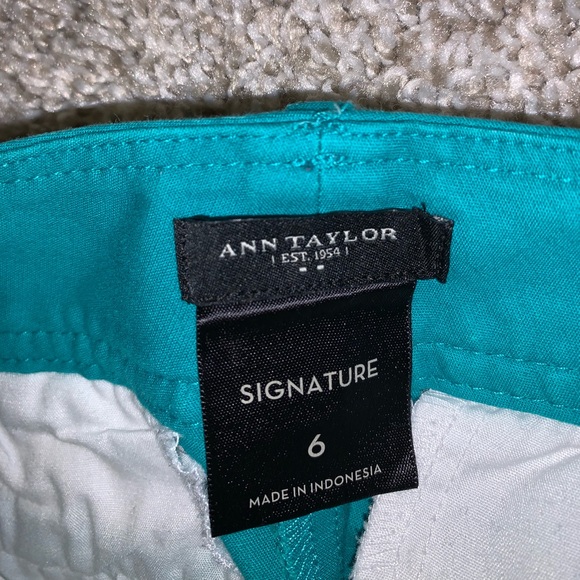 ANN TAYLOR
| EST. 1954 |
SIGNATURE
6
MADE IN INDONESIA